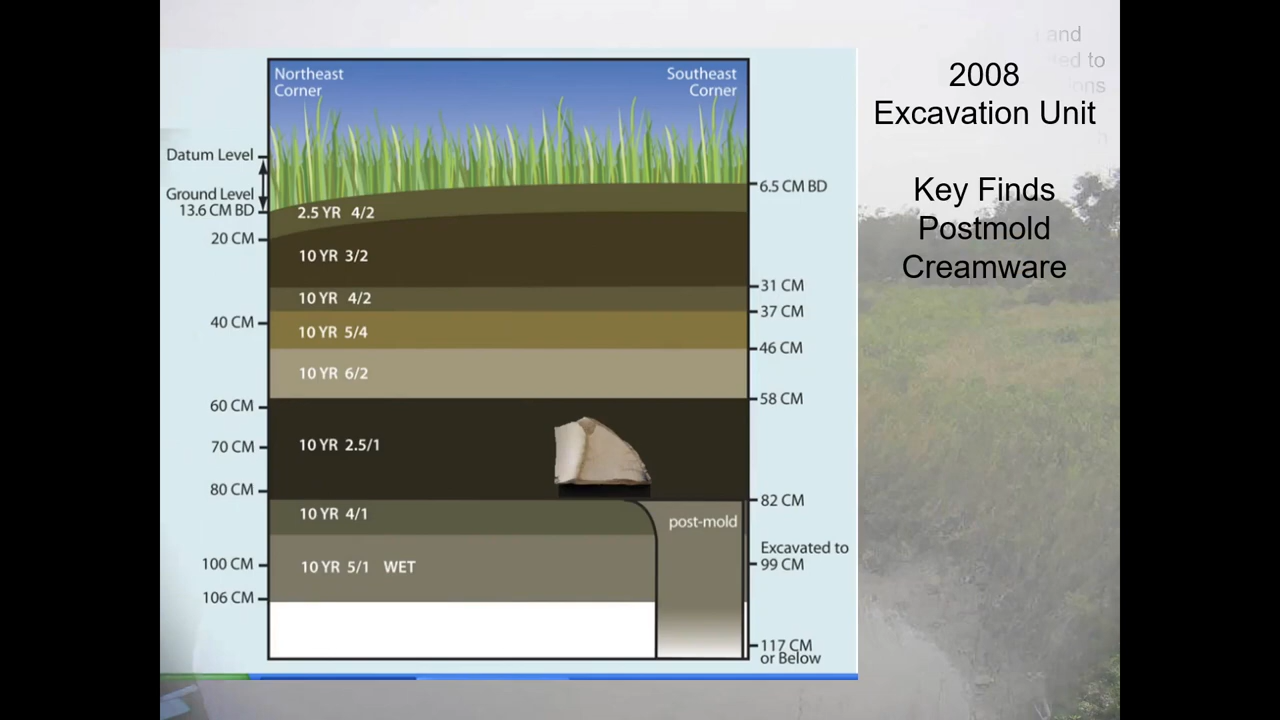 Northeast
Corner
Southeast
Corner
Datum Level
Ground Level
13.6 CM BD
20 CM
40 CM
60 CM
70 CM
80 CM
100 CM
106 CM
2.5 YR 4/2
10 YR 3/2
10 YR 4/2
10 YR 5/4
10 YR 6/2
10 YR 2.5/1
10 YR 4/1
10 YR 5/1 WET
post-mold
6.5 CM BD
31 CM
37 CM
46 CM
58 CM
82 CM
Excavated to
99 CM
117 CM
or Below
and
to
2008
Excavation Unit
Key Finds
Postmold
Creamware